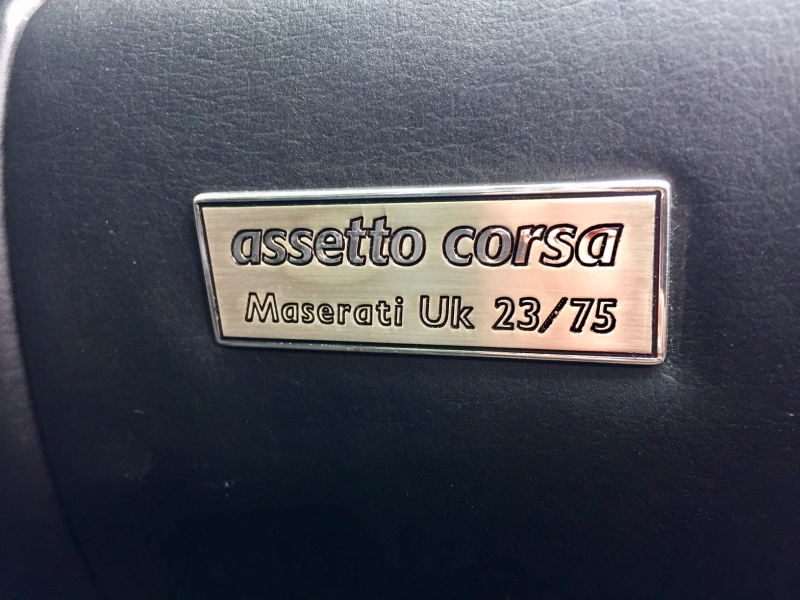 assetto corsa
Maserati Uk 23/75